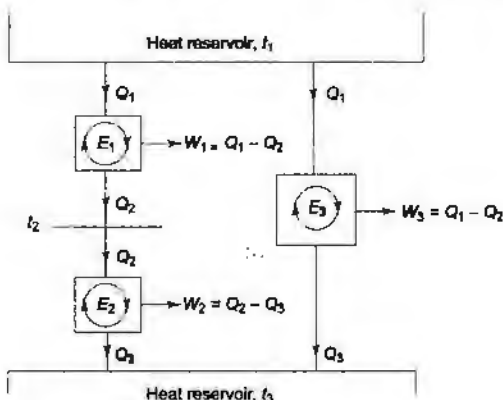 Heat reservoir, t₁
Q₁
Q₁
E₁
W₁ = Q₁ – Q₂
Q₂
E₃
W₃ = Q₁ – Q₂
t₂
Q₂
E₂
W₂ = Q₂ – Q₃
Q₃
Q₃
Heat reservoir, t₃